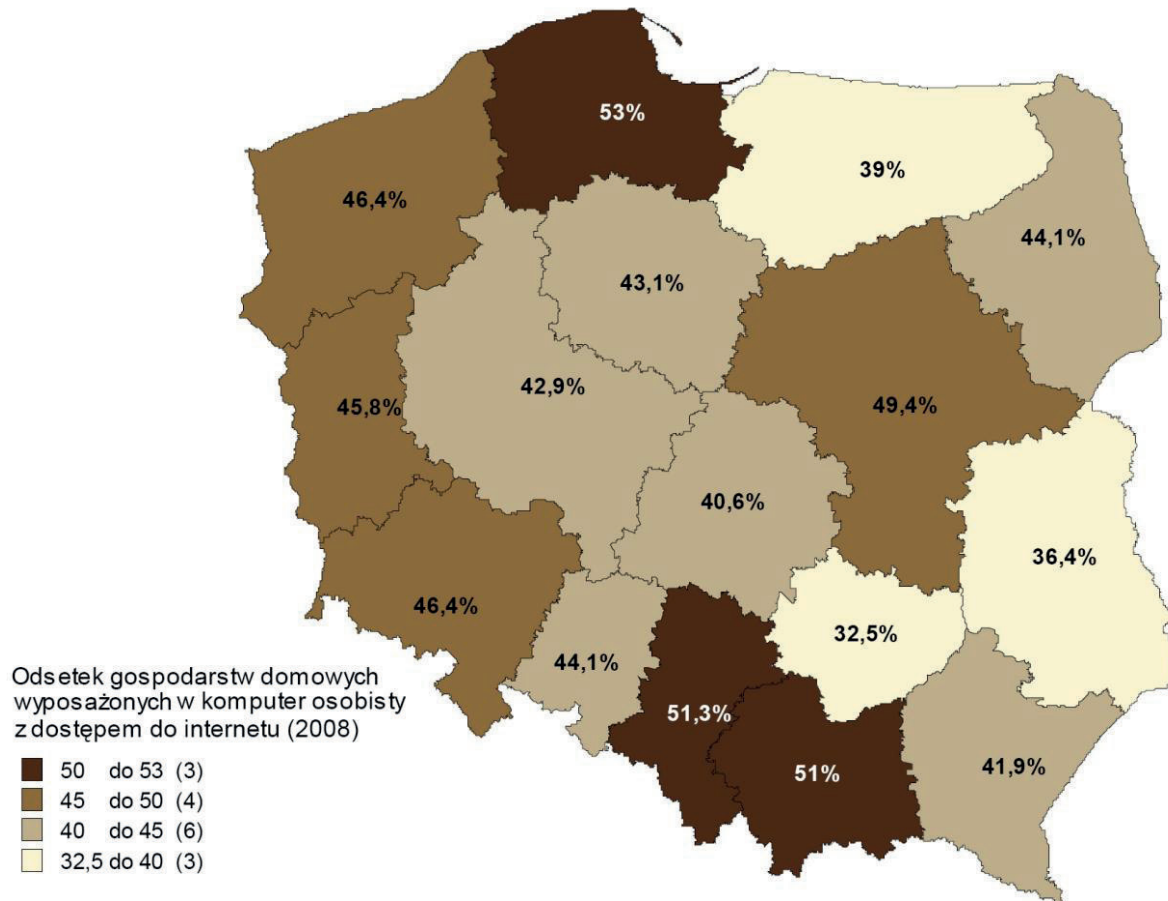 53%
39%
46,4%
44,1%
43,1%
42,9%
45,8%
49,4%
40,6%
36,4%
46,4%
32,5%
44,1%
51,3%
51%
41,9%
Odsetek gospodarstw domowych
wyposażonych w komputer osobisty
z dostępem do internetu (2008)
50 do 53 (3)
45 do 50 (4)
40 do 45 (6)
32,5 do 40 (3)